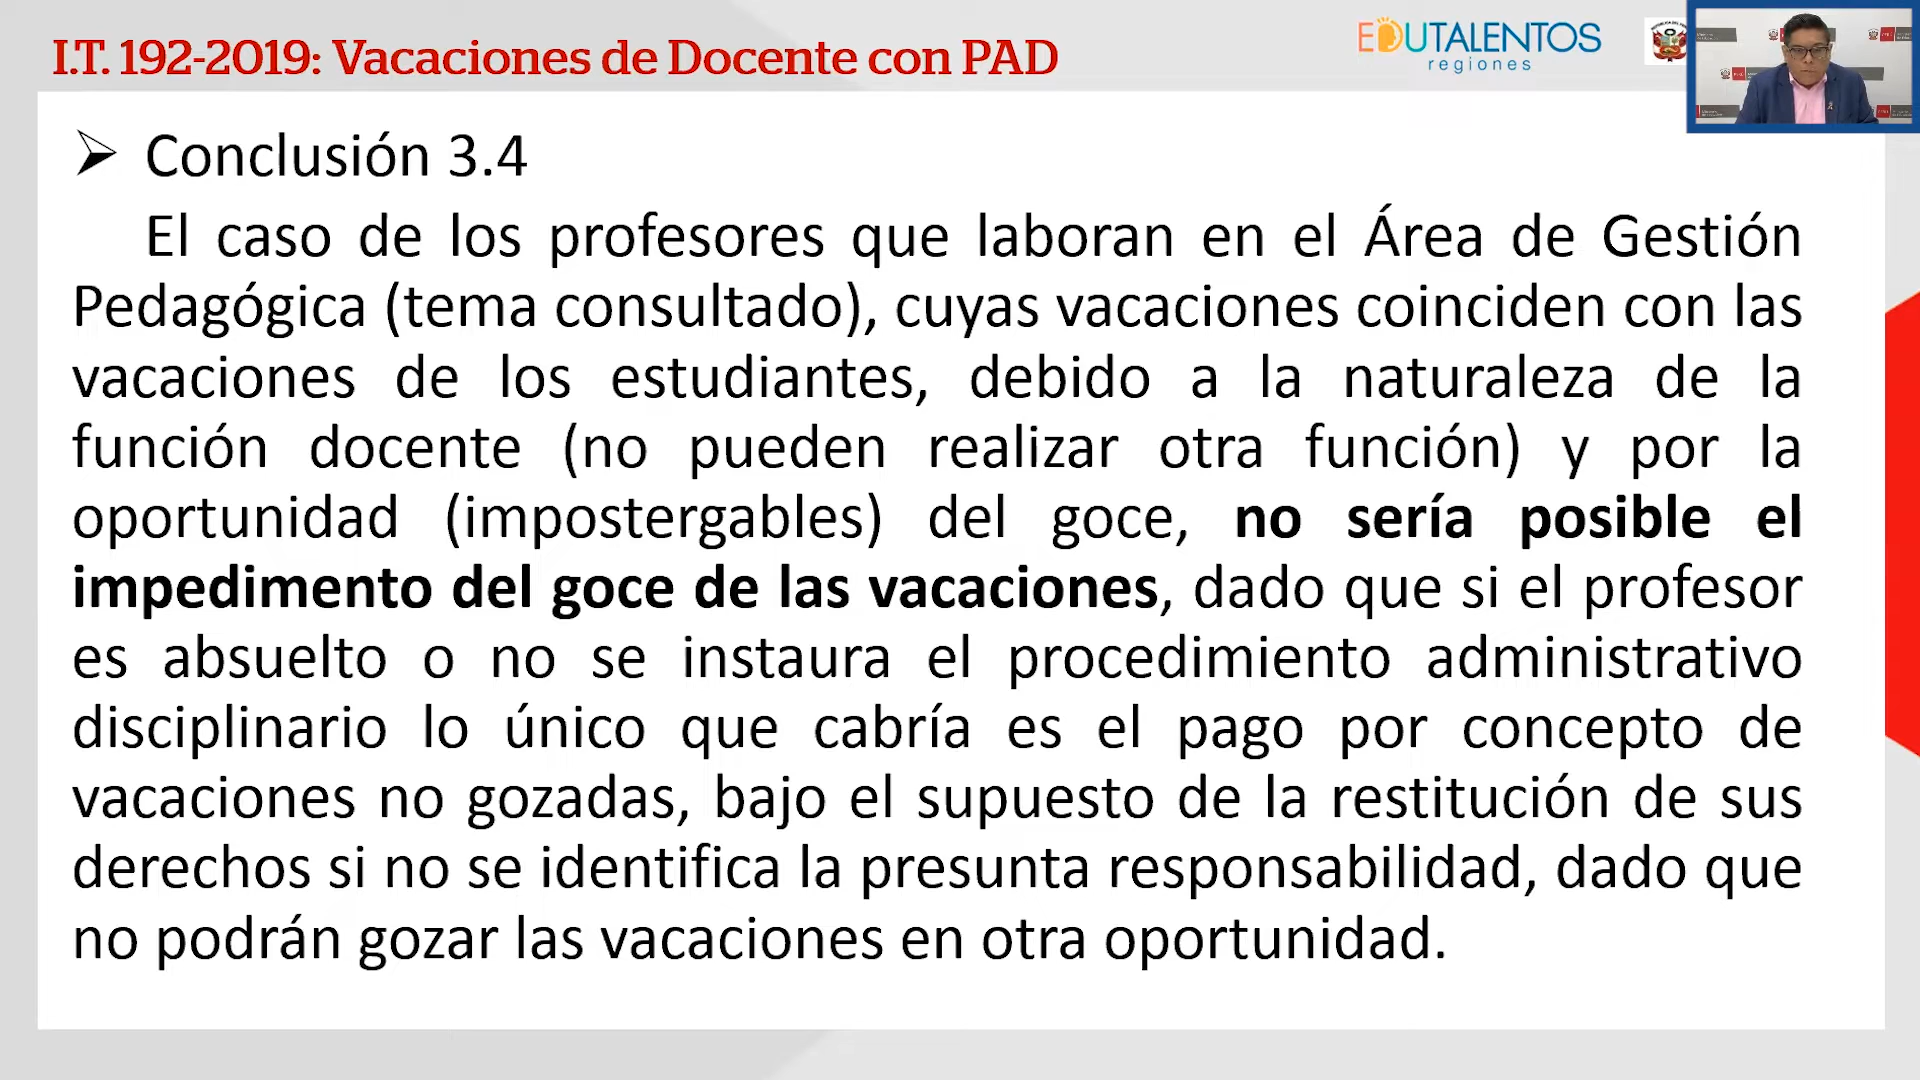 I.T. 192-2019: Vacaciones de Docente con PAD
EDUTALENTOS
regiones
Conclusión 3.4
El caso de los profesores que laboran en el Área de Gestión
Pedagógica (tema consultado), cuyas vacaciones coinciden con las
vacaciones de los estudiantes, debido a la naturaleza de la
función docente (no pueden realizar otra función) y por la
oportunidad (impostergables) del goce, no sería posible el
impedimento del goce de las vacaciones, dado que si el profesor
es absuelto o no se instaura el procedimiento administrativo
disciplinario lo único que cabría es el pago por concepto de
vacaciones no gozadas, bajo el supuesto de la restitución de sus
derechos si no se identifica la presunta responsabilidad, dado que
no podrán gozar las vacaciones en otra oportunidad.